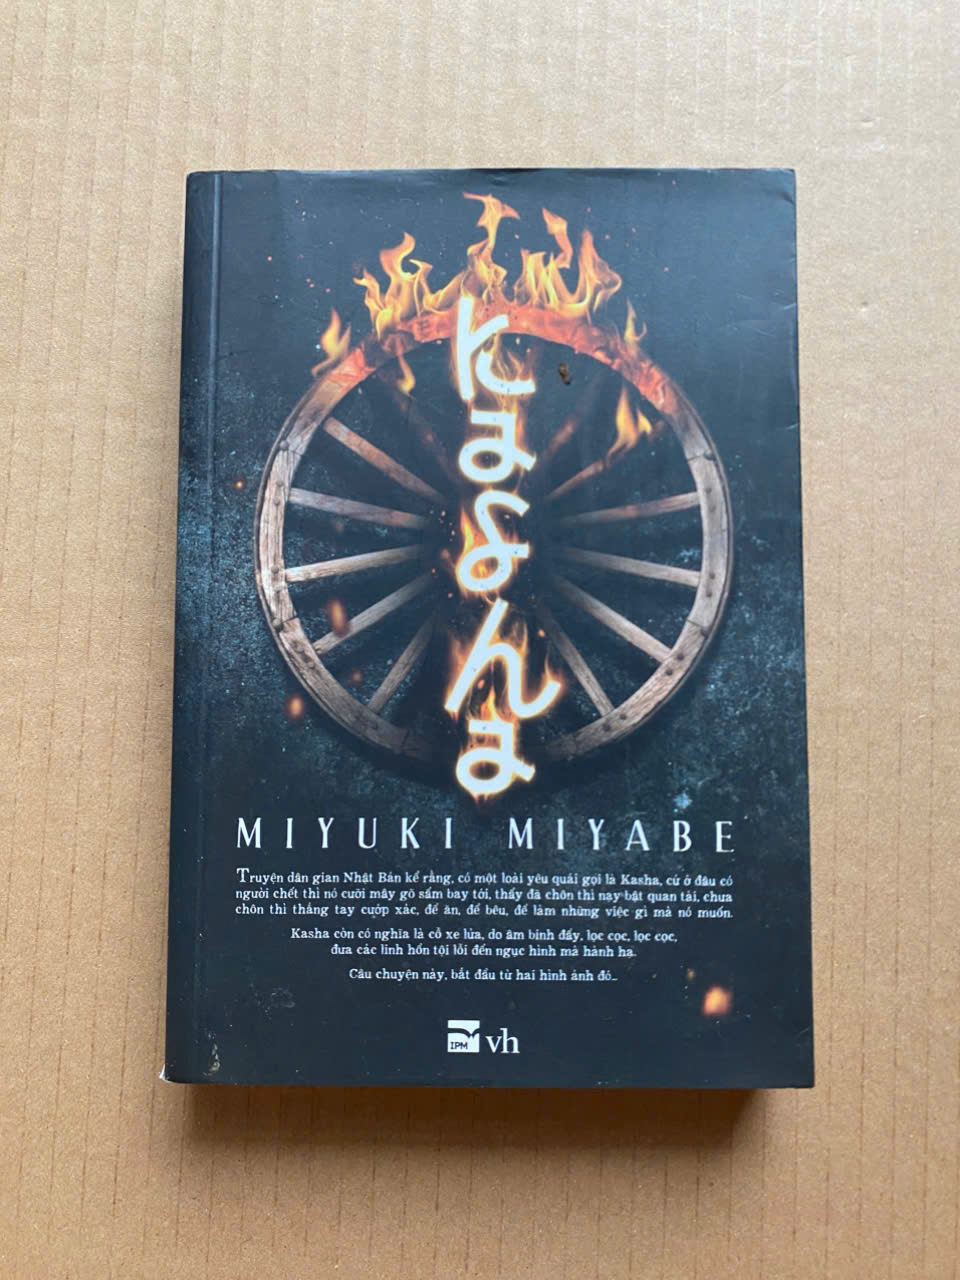 Kasha
MIYUKI MIYABE
Truyện dân gian Nhật Bản kể rằng, có một loài yêu quái gọi là Kasha, cứ ở đâu có
người chết thì nó cưỡi mây gõ sấm bay tới, thấy đã chôn thì nạy bật quan tài, chưa
chôn thì thẳng tay cướp xác, để ăn, để bêu, để làm những việc gì mà nó muốn.
Kasha còn có nghĩa là cỗ xe lửa, do âm binh đẩy, lọc cọc, lọc cọc,
đưa các linh hồn tội lỗi đến ngục hình mà hành hạ.
Câu chuyện này, bắt đầu từ hai hình ảnh đó...
IPM vh